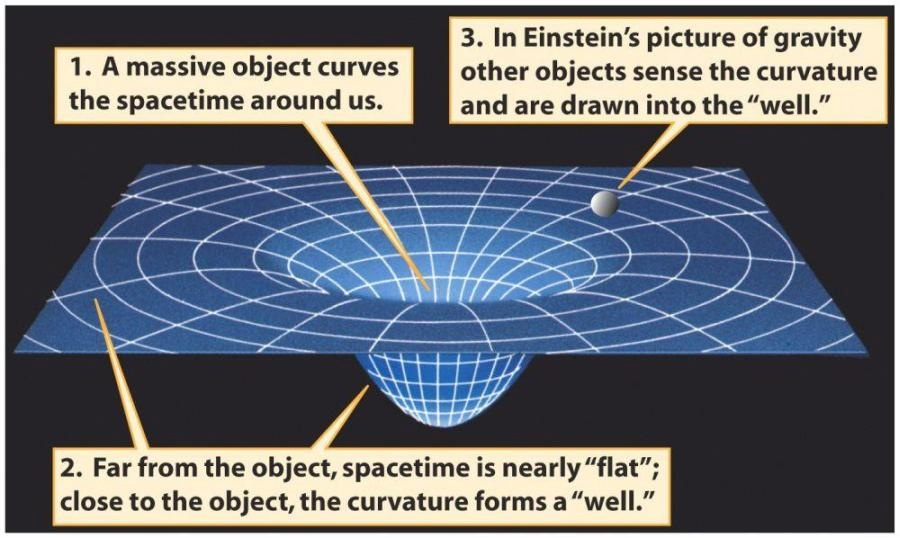 1. A massive object curves
the spacetime around us.
3. In Einstein’s picture of gravity
other objects sense the curvature
and are drawn into the “well.”
2. Far from the object, spacetime is nearly “flat”;
close to the object, the curvature forms a “well.”